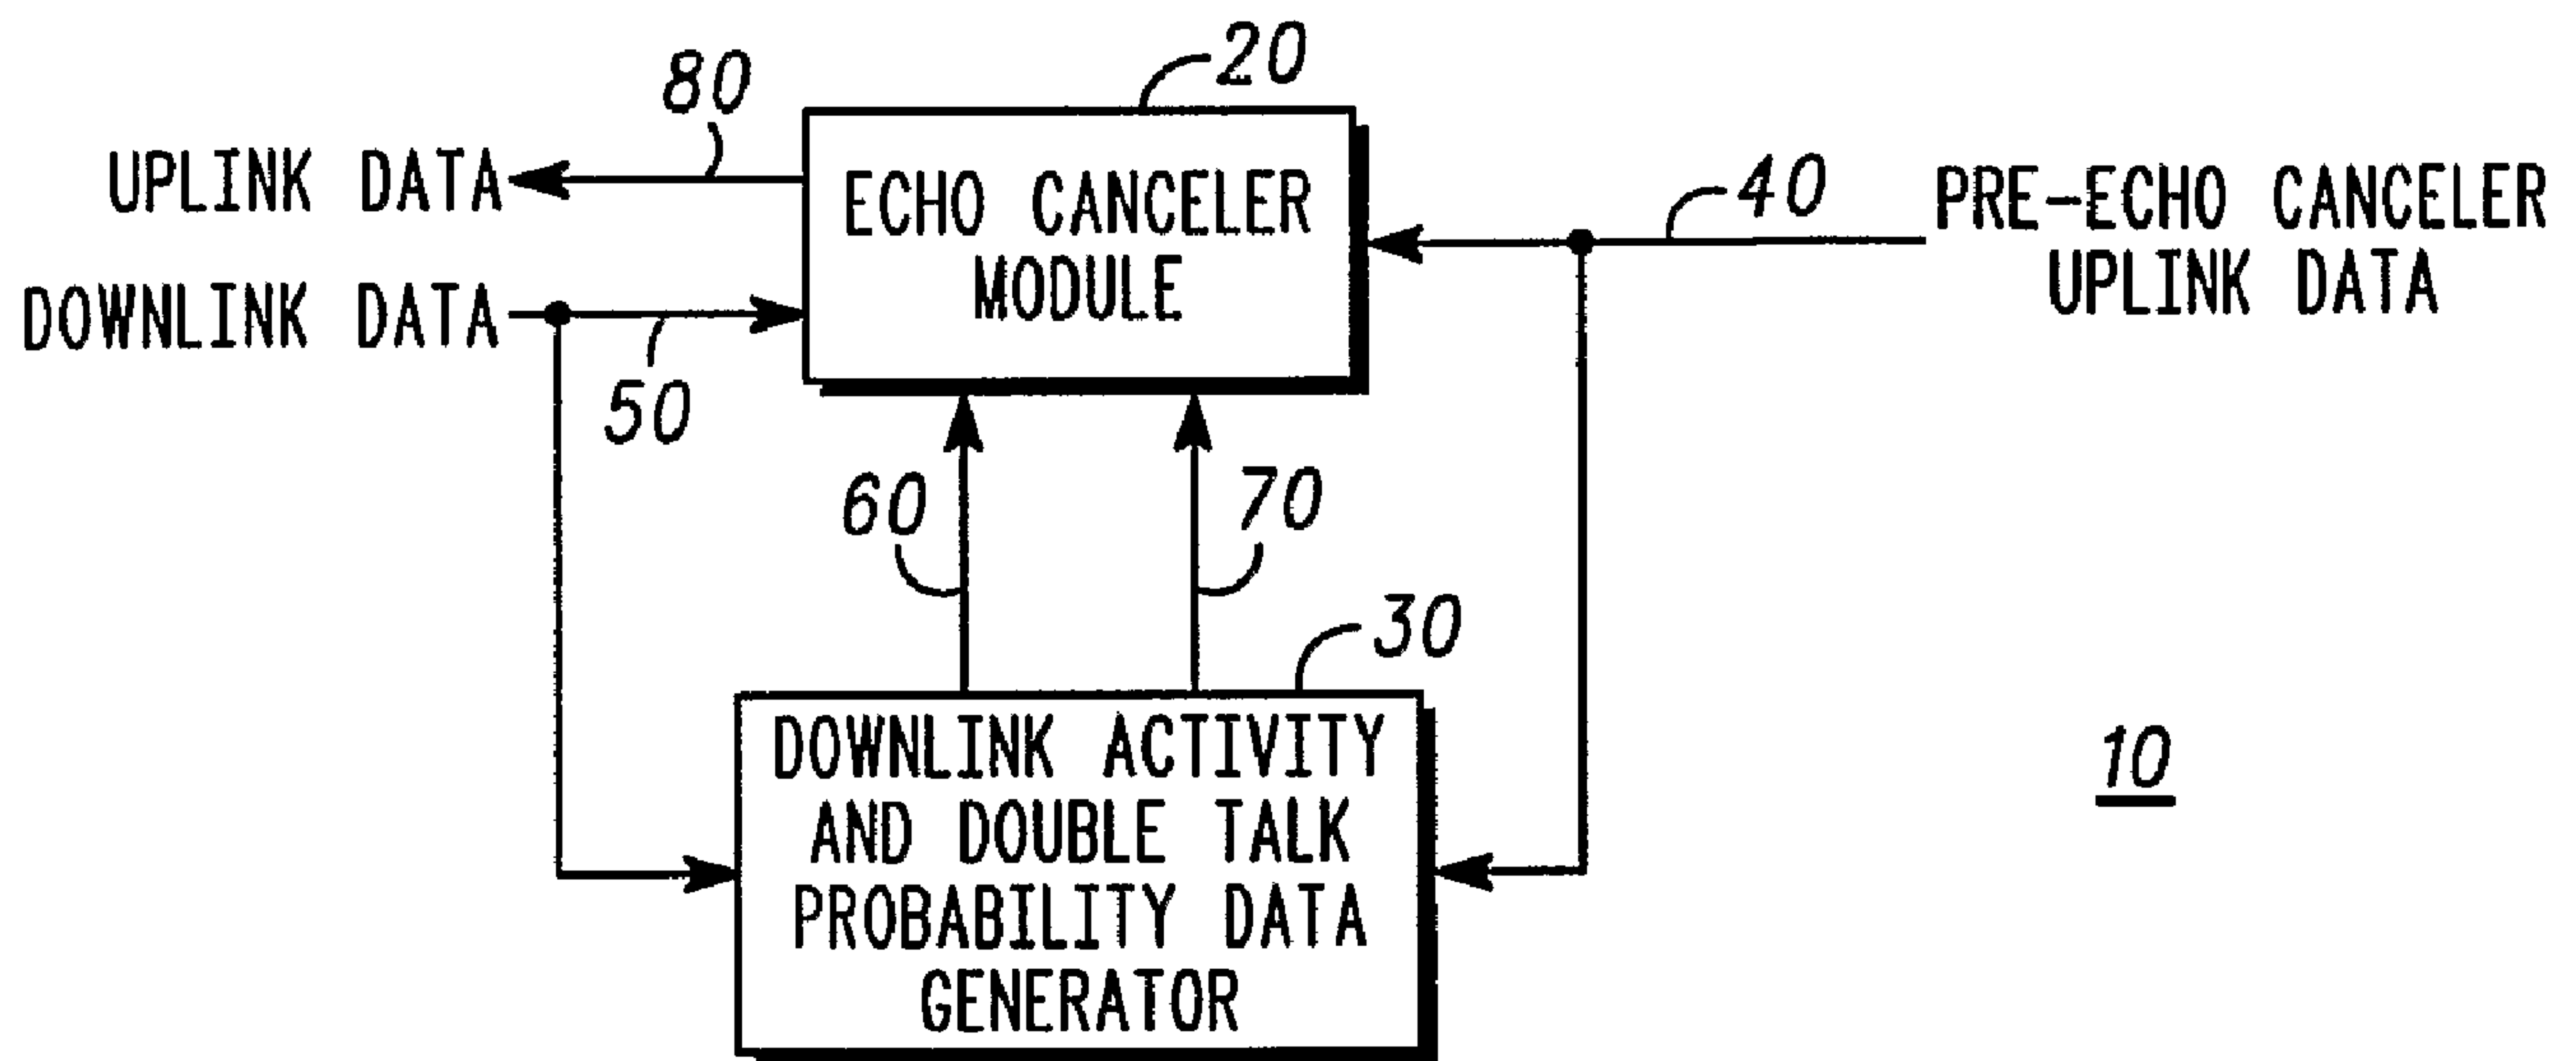 20
80
UPLINK DATA
ECHO CANCELER
MODULE
40
PRE-ECHO CANCELER
UPLINK DATA
DOWNLINK DATA
50
60
70
30
DOWNLINK ACTIVITY
AND DOUBLE TALK
PROBABILITY DATA
GENERATOR
10